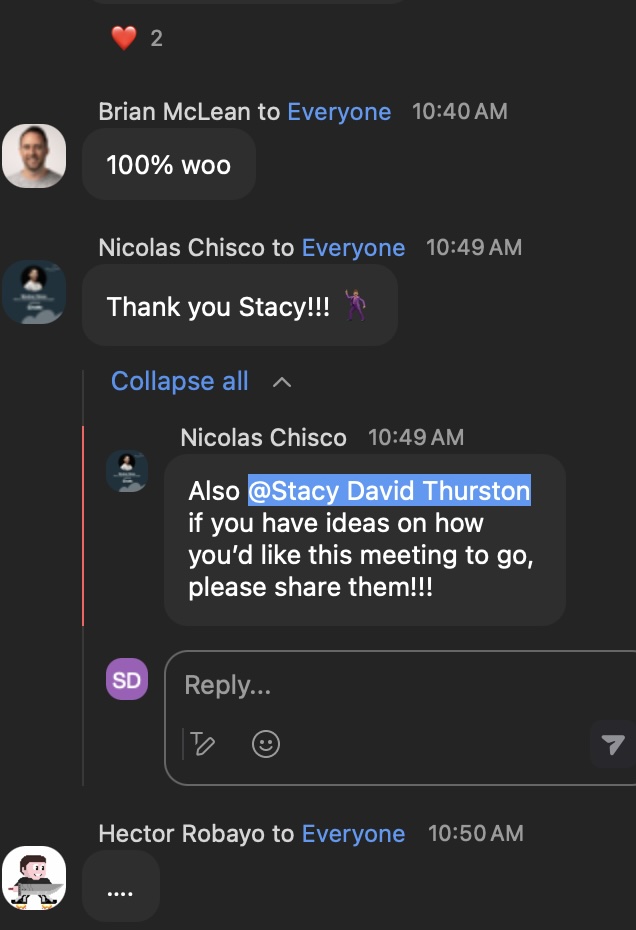 2
Brian McLean to Everyone 10:40 AM
100% woo
Nicolas Chisco to Everyone 10:49 AM
Thank you Stacy!!! 🕺🏾
Collapse all
Nicolas Chisco 10:49 AM
Also @Stacy David Thurston
if you have ideas on how
you’d like this meeting to go,
please share them!!!
SD
Reply...
Hector Robayo to Everyone 10:50 AM
....